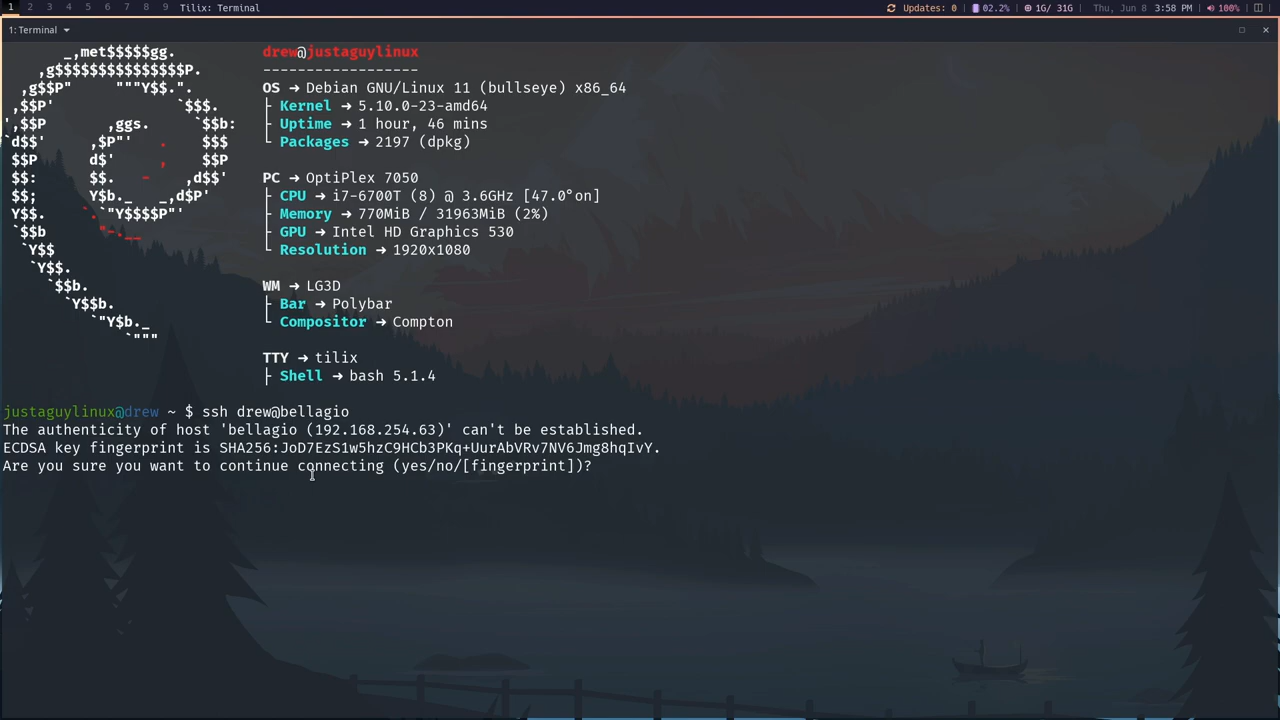 1 2 3 4 5 6 7 8 9 Tilix: Terminal Updates: 0 02.2% 1G/ 31G Thu, Jun 8 3:58 PM 100%
1: Terminal
_,met$$$$$gg.
,g$$$$$$$$$$$$$$$P.
,g$$P" """Y$$.".
,$$P' `$$$.
',$$P ,ggs. `$$b:
`d$$' ,$P"' . $$$
$$P d$' , $$P
$$: $$. - ,d$$'
$$; Y$b._ _,d$P'
Y$$. `.`"Y$$$$P"'
`$$b "-.__
`Y$$
`Y$$.
`$$b.
`Y$$b.
`"Y$b._
`"""
drew@justaguylinux
------------------
OS ➜ Debian GNU/Linux 11 (bullseye) x86_64
├ Kernel ➜ 5.10.0-23-amd64
├ Uptime ➜ 1 hour, 46 mins
└ Packages ➜ 2197 (dpkg)
PC ➜ OptiPlex 7050
├ CPU ➜ i7-6700T (8) @ 3.6GHz [47.0°on]
├ Memory ➜ 770MiB / 31963MiB (2%)
├ GPU ➜ Intel HD Graphics 530
└ Resolution ➜ 1920x1080
WM ➜ LG3D
├ Bar ➜ Polybar
└ Compositor ➜ Compton
TTY ➜ tilix
├ Shell ➜ bash 5.1.4
justaguylinux@drew ~ $ ssh drew@bellagio
The authenticity of host 'bellagio (192.168.254.63)' can't be established.
ECDSA key fingerprint is SHA256:JoD7EzS1w5hzC9HCb3PKq+UurAbVRv7NV6Jmg8hqIvY.
Are you sure you want to continue connecting (yes/no/[fingerprint])?